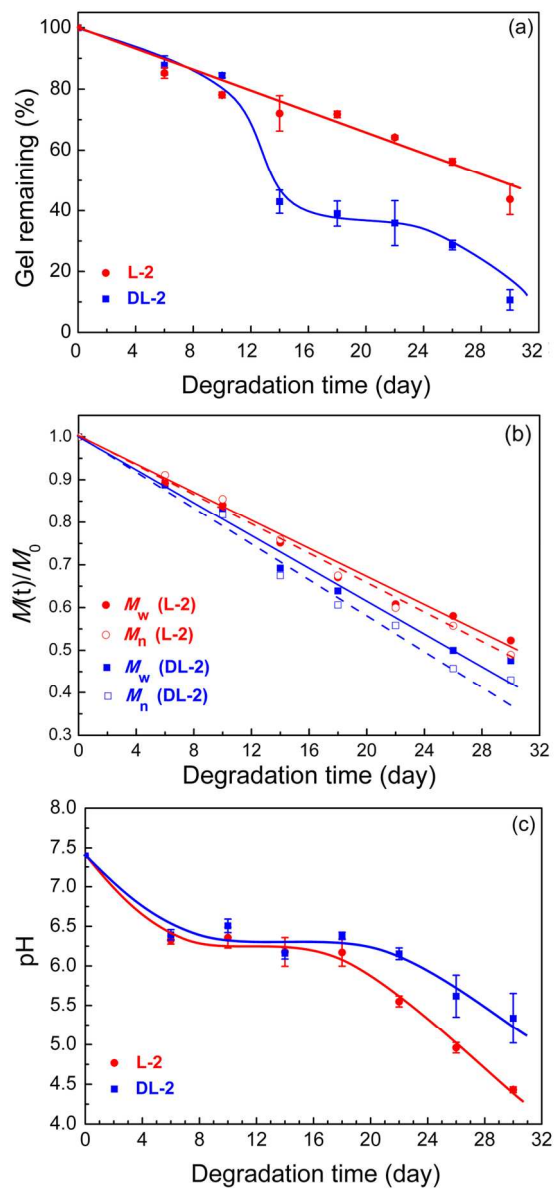 (a)
100
80
60
40
20
0
Gel remaining (%)
L-2
DL-2
0 4 8 12 16 20 24 28 32
Degradation time (day)
(b)
1.0
0.9
0.8
0.7
0.6
0.5
0.4
0.3
M(t)/M0
Mw (L-2)
Mn (L-2)
Mw (DL-2)
Mn (DL-2)
0 4 8 12 16 20 24 28 32
Degradation time (day)
(c)
8.0
7.5
7.0
6.5
6.0
5.5
5.0
4.5
4.0
pH
L-2
DL-2
0 4 8 12 16 20 24 28 32
Degradation time (day)